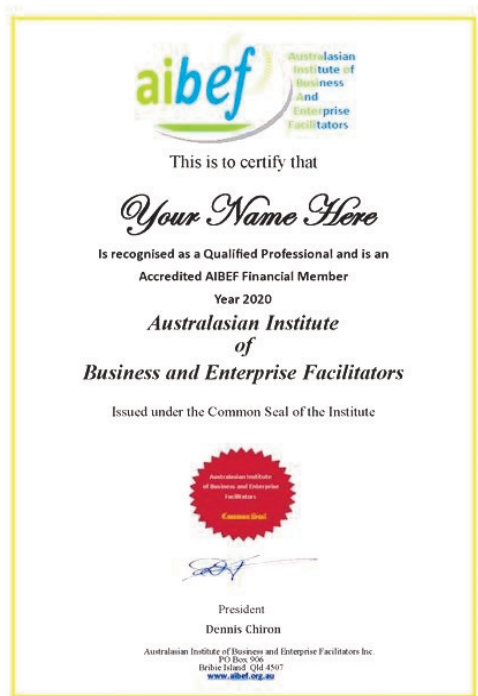 aibef
Australasian
Institute of
Business
And
Enterprise
Facilitators
This is to certify that
Your Name Here
Is recognised as a Qualified Professional and is an
Accredited AIBEF Financial Member
Year 2020
Australasian Institute
of
Business and Enterprise Facilitators
Issued under the Common Seal of the Institute
Australasian Institute
of Business and Enterprise
Facilitators
Common Seal
President
Dennis Chiron
Australasian Institute of Business and Enterprise Facilitators Inc.
PO Box 906
Bribie Island Qld 4507
www.aibef.org.au